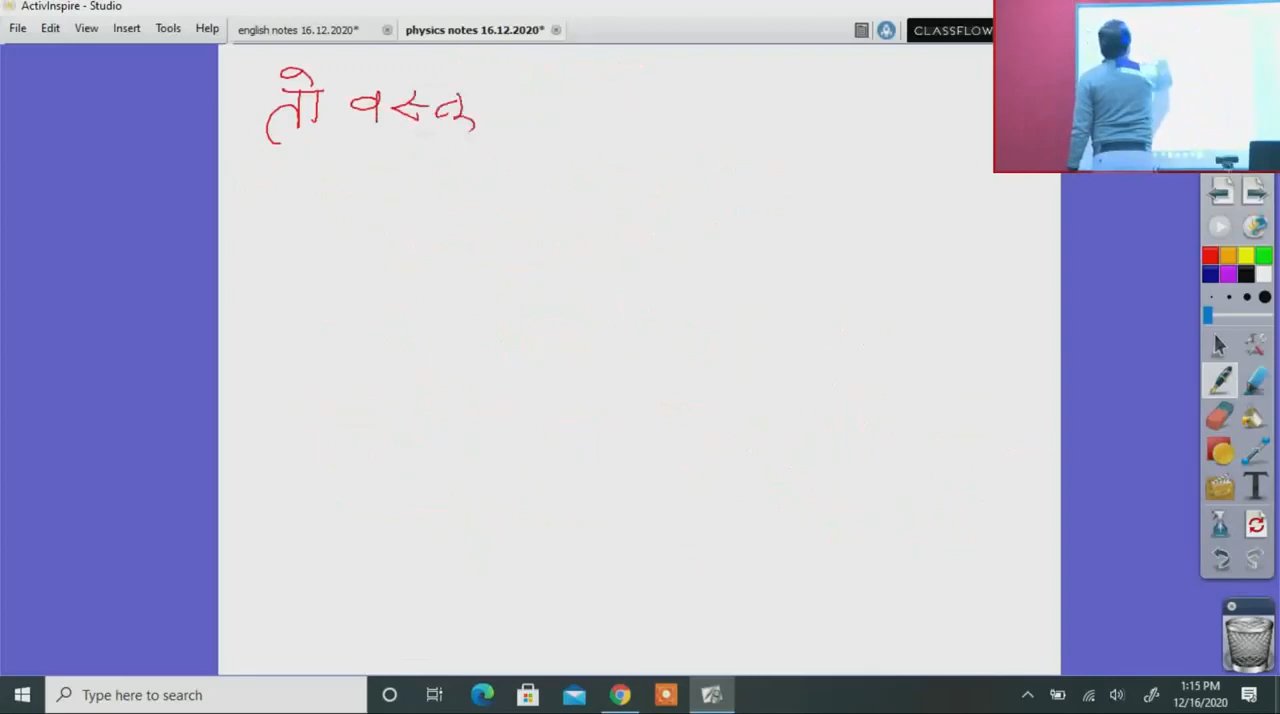 ActivInspire - Studio
File Edit View Insert Tools Help
english notes 16.12.2020*
physics notes 16.12.2020*
CLASSFLOW
Type here to search
1:15 PM
12/16/2020